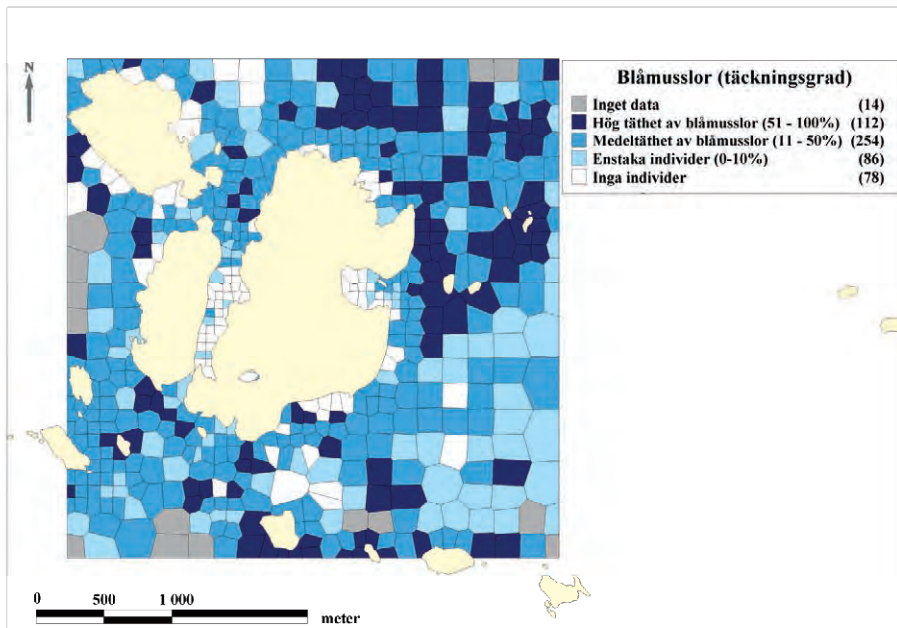 N
Blåmusslor (täckningsgrad)
Inget data (14)
Hög täthet av blåmusslor (51 - 100%) (112)
Medeltäthet av blåmusslor (11 - 50%) (254)
Enstaka individer (0-10%) (86)
Inga individer (78)
0 500 1 000
meter